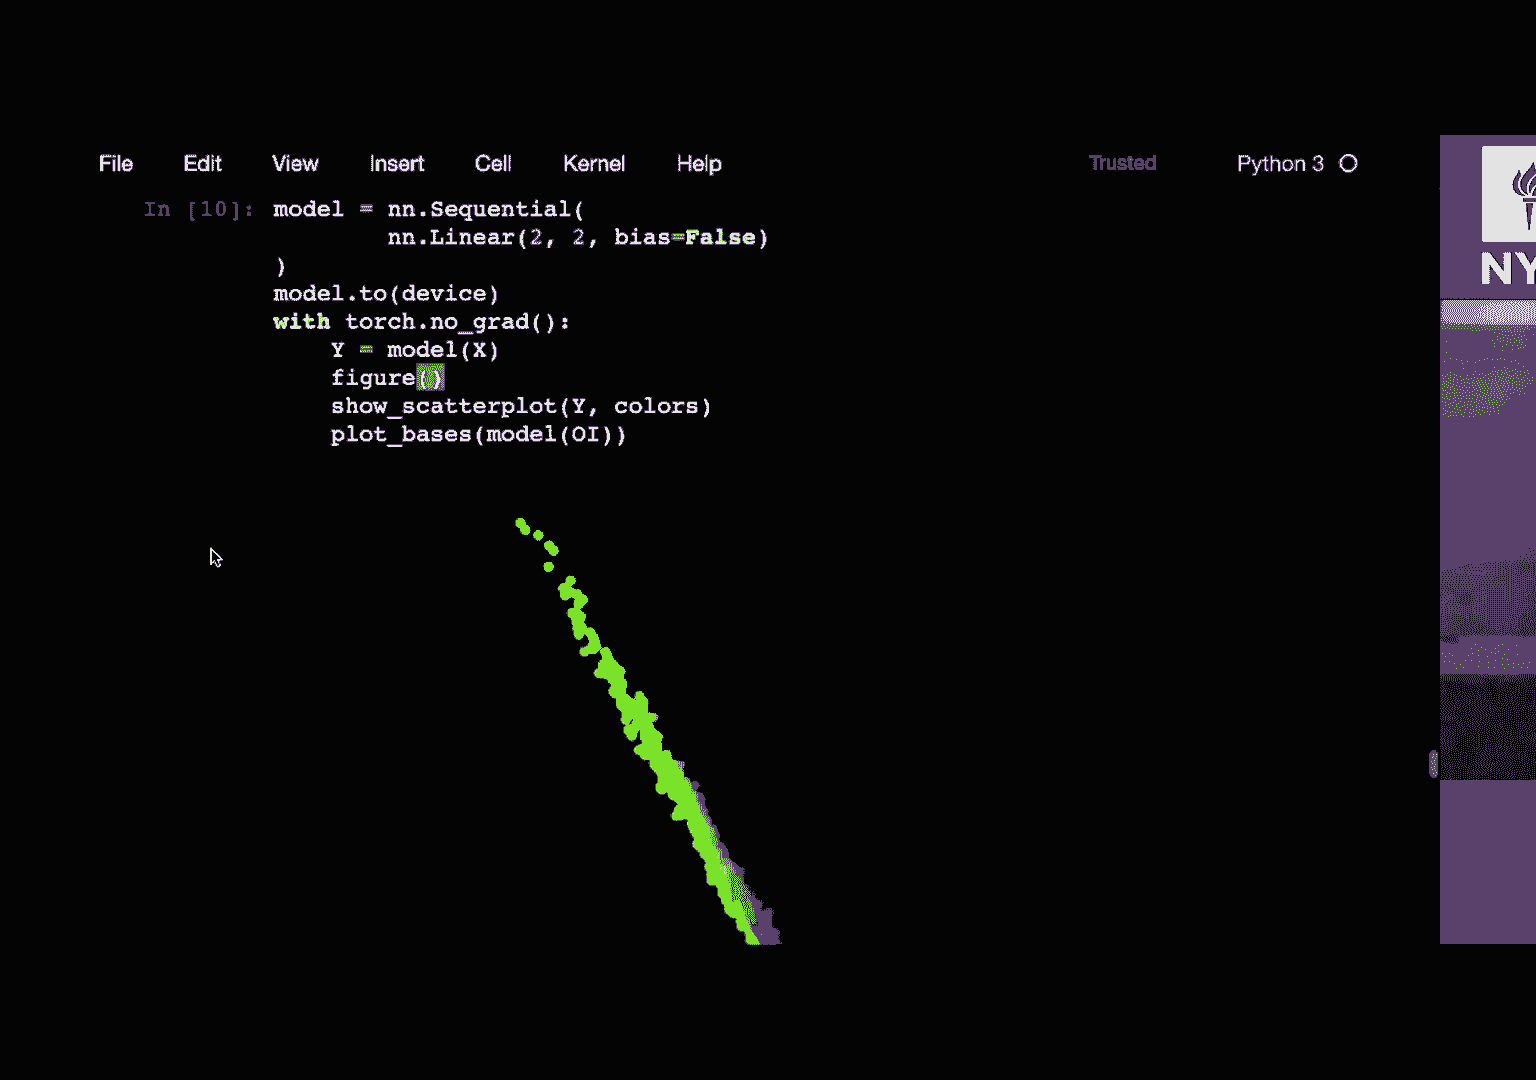 File Edit View Insert Cell Kernel Help Trusted Python 3
In [10]: model = nn.Sequential(
nn.Linear(2, 2, bias=False)
)
model.to(device)
with torch.no_grad():
Y = model(X)
figure()
show_scatterplot(Y, colors)
plot_bases(model(OI))
NY